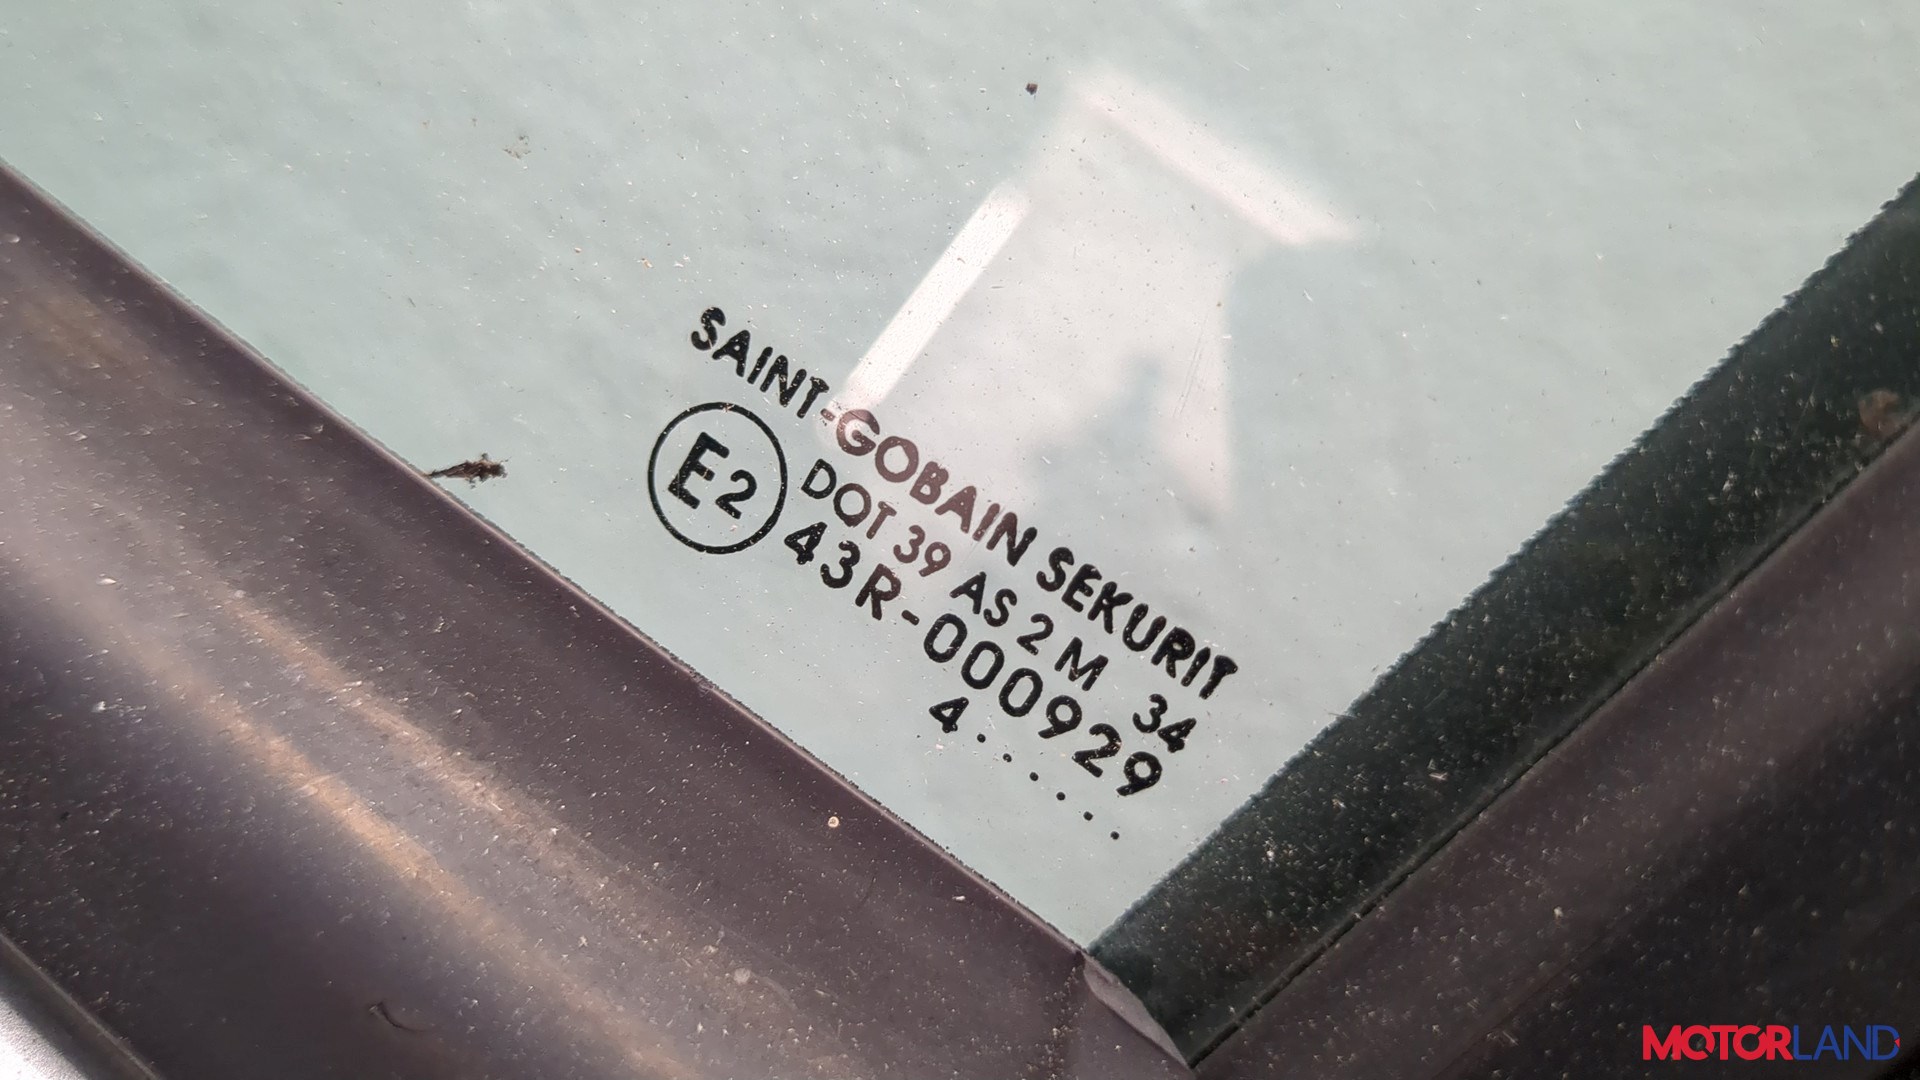 SAINT-GOBAIN SEKURIT
E2
DOT 39 AS 2 M 34
43R-000929
4.....
MOTORLAND